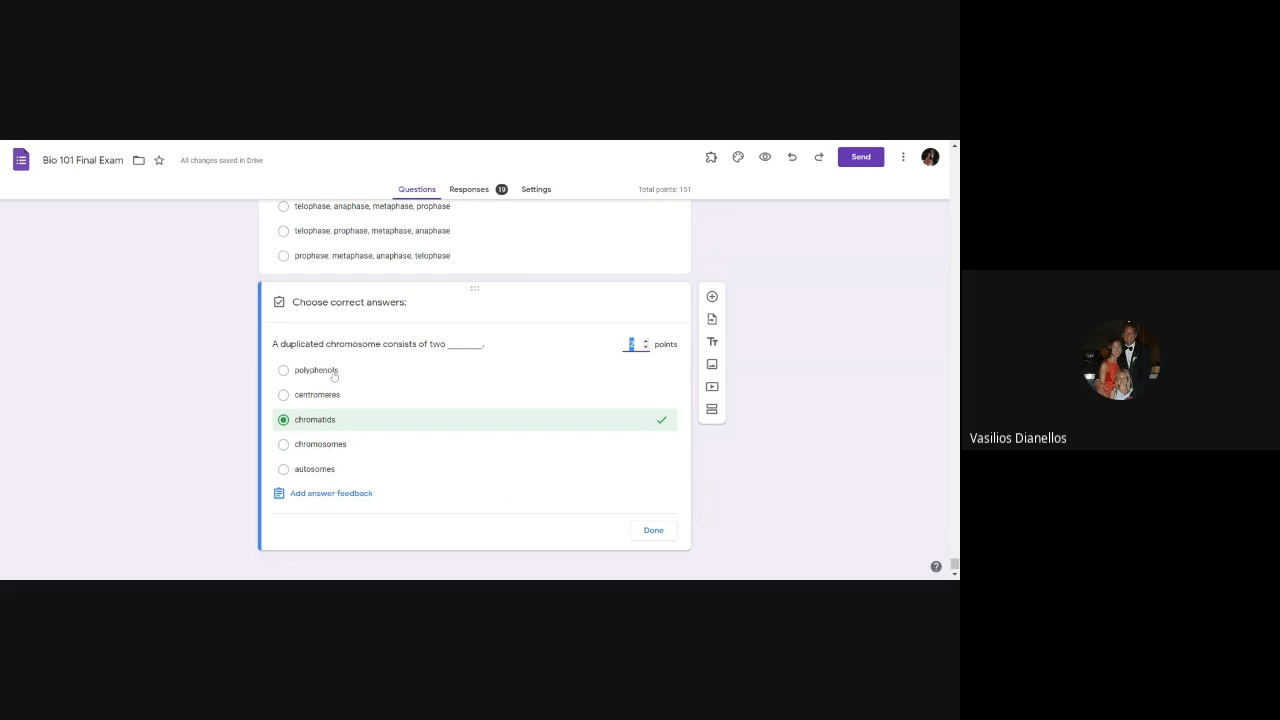 Bio 101 Final Exam
All changes saved in Drive
Send
Questions
Responses 19
Settings
Total points: 151
telophase, anaphase, metaphase, prophase
telophase, prophase, metaphase, anaphase
prophase, metaphase, anaphase, telophase
Choose correct answers:
A duplicated chromosome consists of two _______.
2 points
polyphenols
centromeres
chromatids
chromosomes
autosomes
Add answer feedback
Done
Vasilios Dianellos